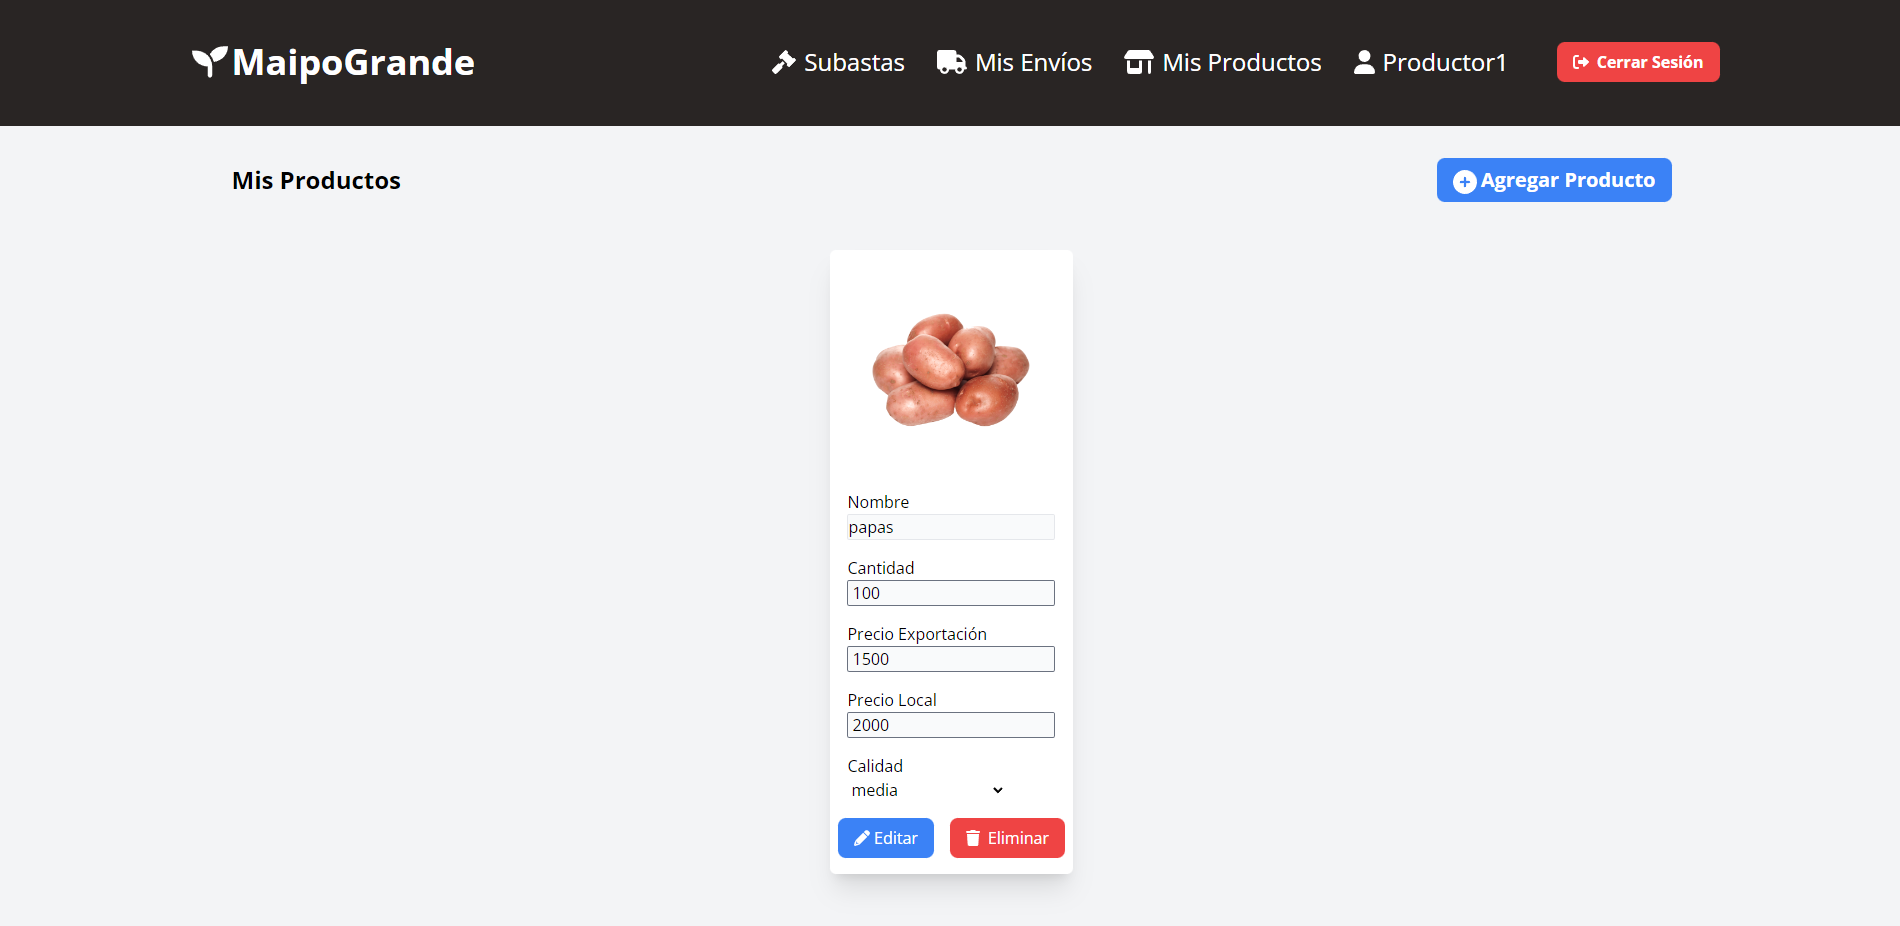 MaipoGrande
Subastas
Mis Envíos
Mis Productos
Productor1
Cerrar Sesión
Mis Productos
Agregar Producto
Nombre
papas
Cantidad
100
Precio Exportación
1500
Precio Local
2000
Calidad
media
Editar
Eliminar